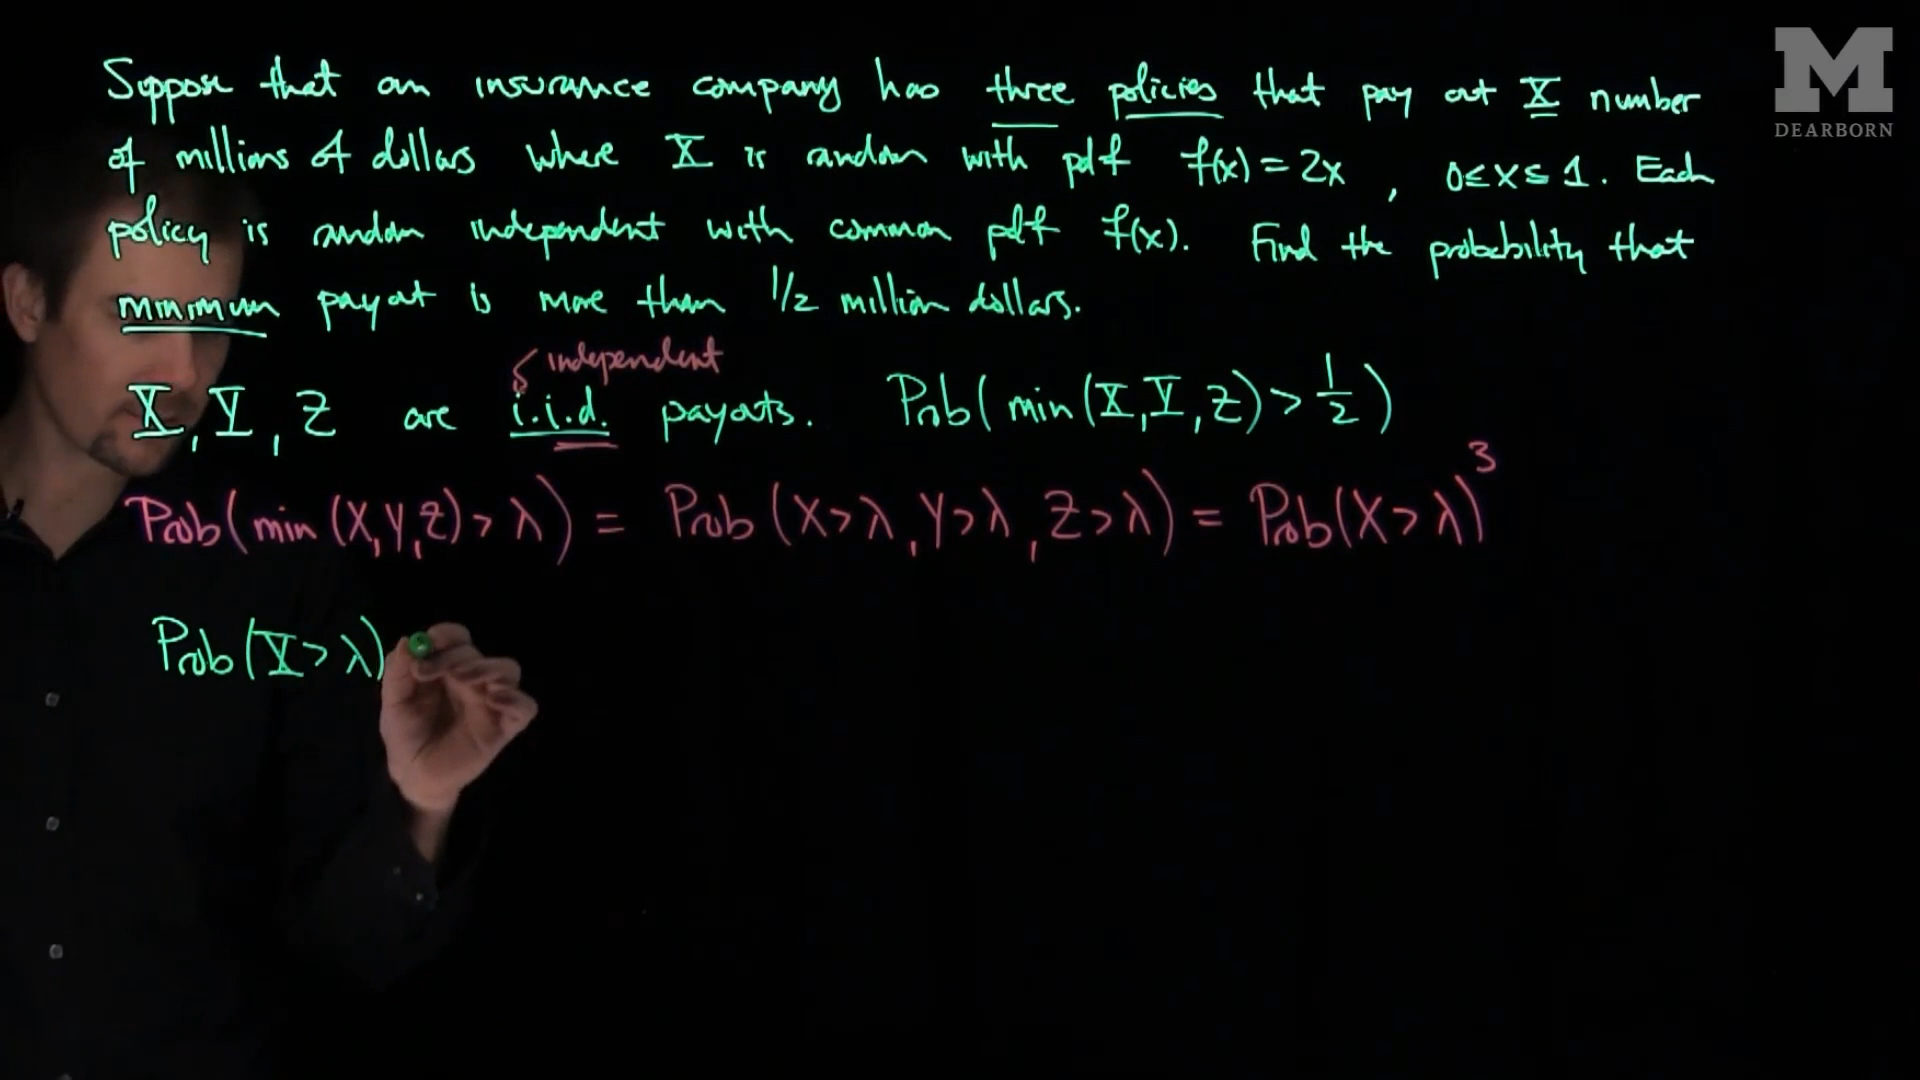 Suppose that an insurance company has three policies that pay out X number
of millions of dollars where X is random with pdf f(x) = 2x , 0≤x≤1. Each
policy is random independent with common pdf f(x). Find the probability that
minimum payout is more than 1/2 million dollars.
independent
X, Y, Z are i.i.d. payouts. Prob(min(X,Y,Z) > 1/2)
Prob(min(X,Y,Z) > λ) = Prob(X>λ, Y>λ, Z>λ) = Prob(X>λ)³
Prob(X>λ)
M
DEARBORN